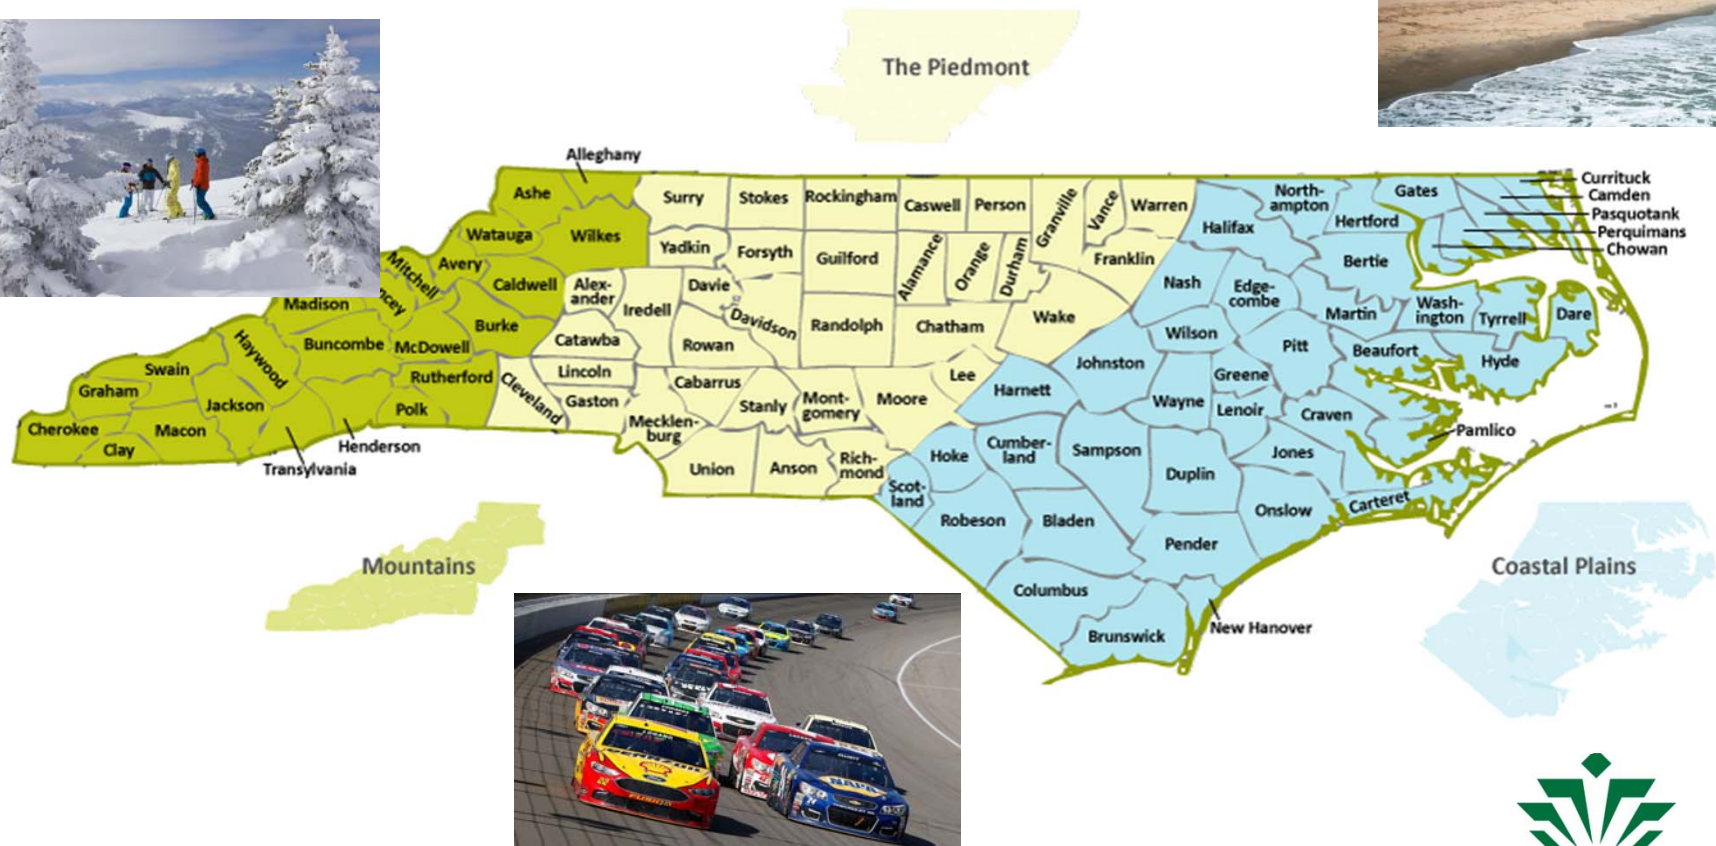 The Piedmont
Alleghany
Ashe
Surry
Stokes
Rockingham
Caswell
Person
Granville
Vance
Warren
North-
ampton
Gates
Currituck
Camden
Pasquotank
Perquimans
Chowan
Watauga
Wilkes
Yadkin
Forsyth
Guilford
Alamance
Orange
Durham
Franklin
Halifax
Hertford
Bertie
Mitchell
Avery
Caldwell
Alex-
ander
Iredell
Davie
Davidson
Nash
Edge-
combe
Martin
Wash-
ington
Tyrrell
Dare
Madison
ncey
Burke
Catawba
Rowan
Randolph
Chatham
Wake
Wilson
Pitt
Beaufort
Hyde
Haywood
Buncombe
McDowell
Swain
Rutherford
Cleveland
Lincoln
Cabarrus
Lee
Johnston
Greene
Graham
Jackson
Polk
Gaston
Mecklen-
burg
Stanly
Mont-
gomery
Moore
Harnett
Wayne
Lenoir
Craven
Pamlico
Cherokee
Macon
Clay
Henderson
Transylvania
Union
Anson
Rich-
mond
Hoke
Cumber-
land
Sampson
Duplin
Jones
Scot-
land
Robeson
Bladen
Onslow
Carteret
Pender
Mountains
Coastal Plains
Columbus
Brunswick
New Hanover
PENNZOIL
FUSION
NAPA